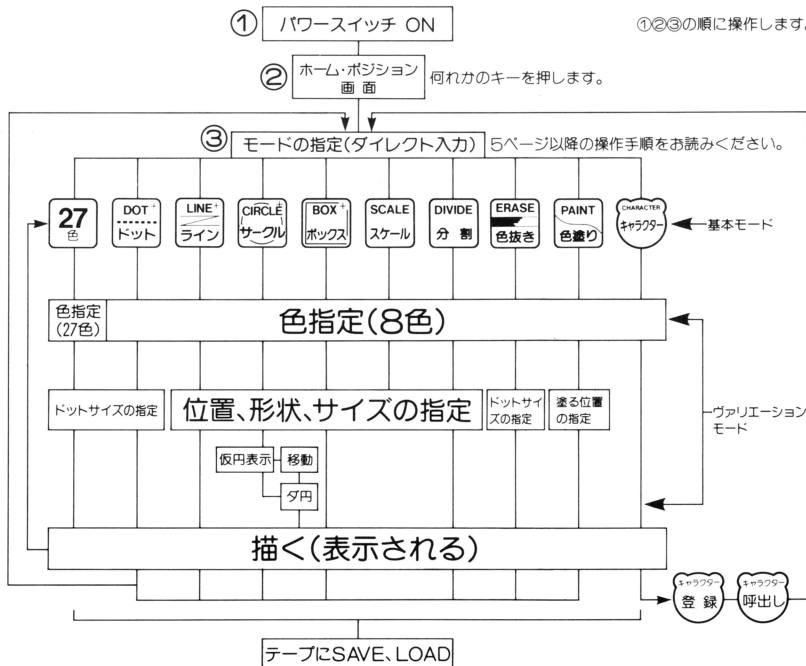 ① パワースイッチ ON
①②③の順に操作します。
② ホーム・ポジション
画面
何れかのキーを押します。
③ モードの指定(ダイレクト入力)
5ページ以降の操作手順をお読みください。
27
色
DOT+
ドット
LINE+
ライン
CIRCLE+
サークル
BOX+
ボックス
SCALE
スケール
DIVIDE
分割
ERASE
色抜き
PAINT
色塗り
CHARACTER
キャラクター
基本モード
色指定
(27色)
色指定(8色)
ドットサイズの指定
位置、形状、サイズの指定
ドットサイ
ズの指定
塗る位置
の指定
ヴァリエーション
モード
仮円表示
移動
ダ円
描く(表示される)
キャラクター
登録
キャラクター
呼出し
テープにSAVE、LOAD